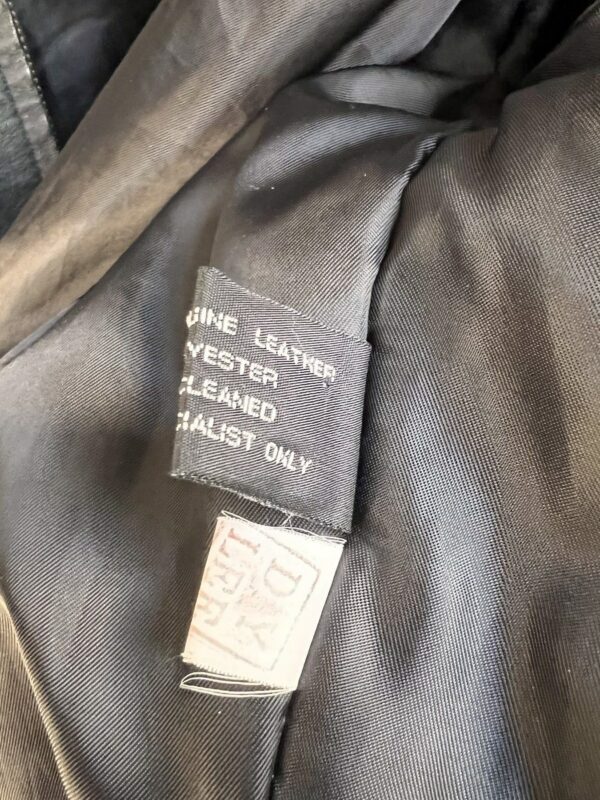 UINE LEATHER
YESTER
CLEANED
CIALIST ONLY
D Y
L F F